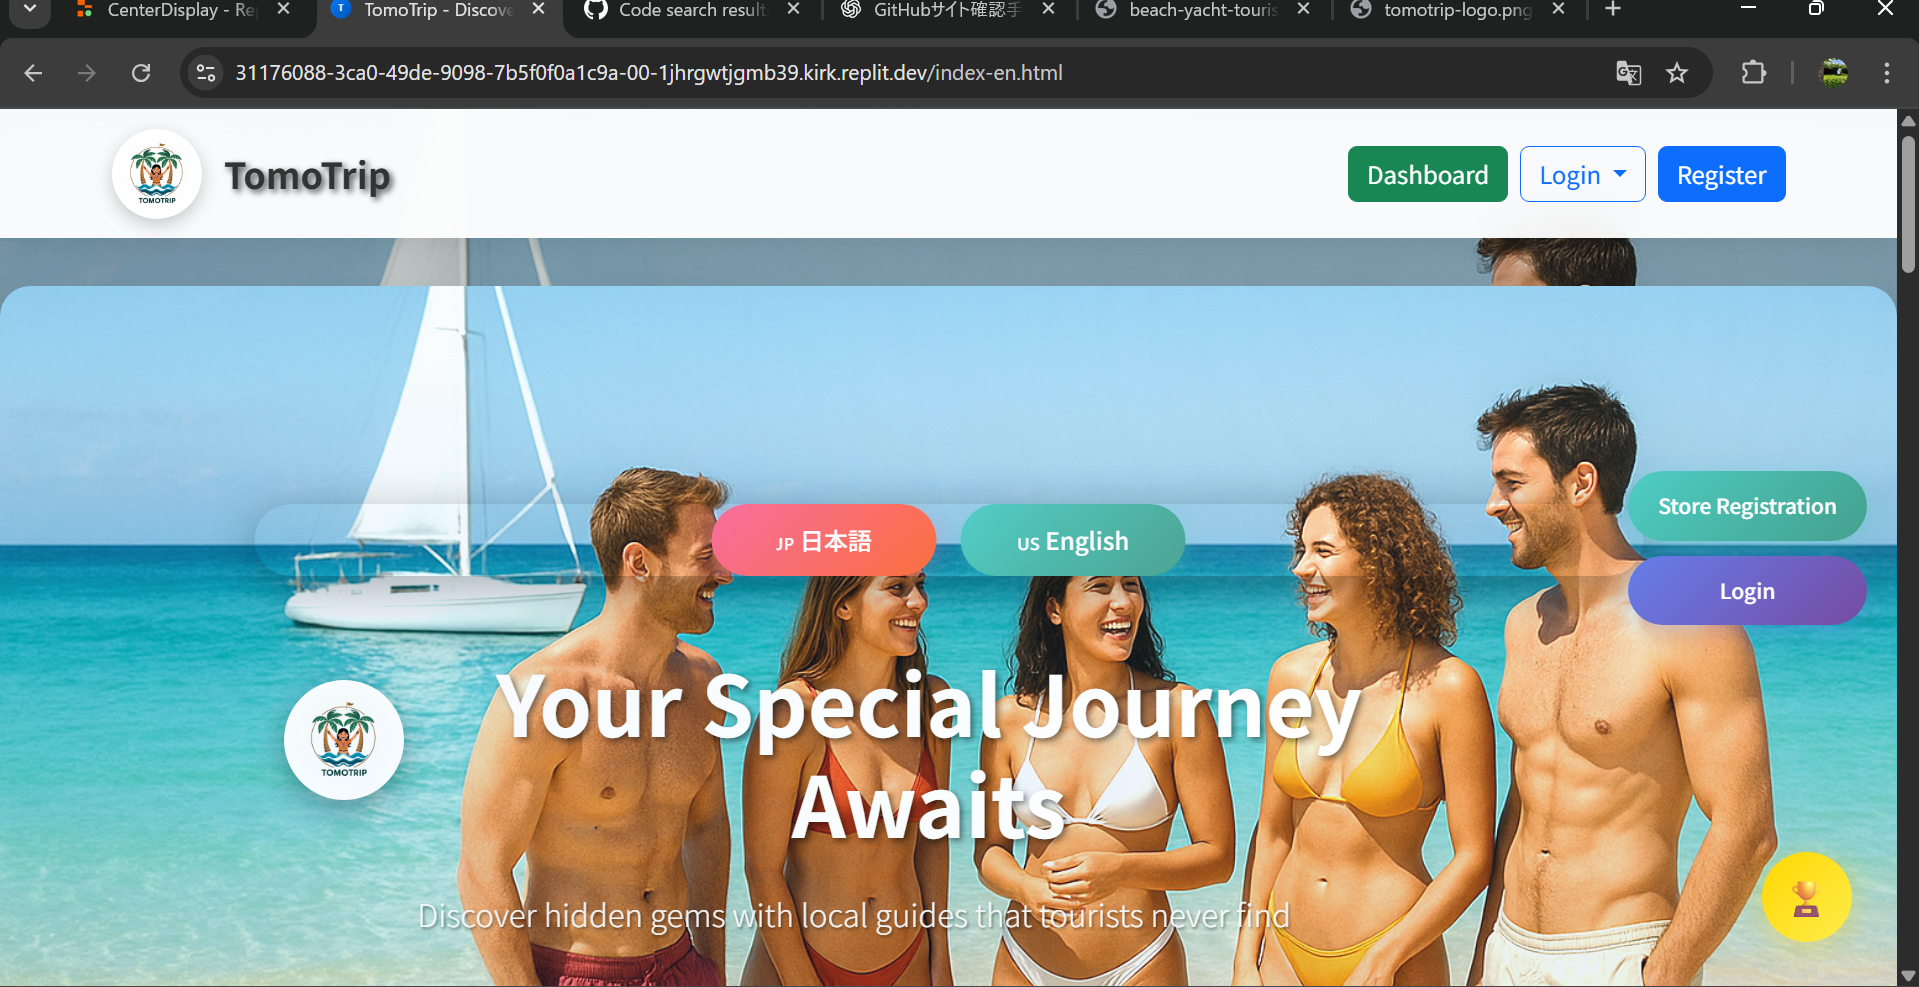 CenterDisplay - Rep
TomoTrip - Discove
Code search result
GitHubサイト確認手
beach-yacht-touris
tomotrip-logo.png
31176088-3ca0-49de-9098-7b5f0f0a1c9a-00-1jhrgwtjgmb39.kirk.replit.dev/index-en.html
TOMOTRIP
TomoTrip
Dashboard
Login
Register
Store Registration
JP 日本語
US English
Login
Your Special Journey
Awaits
TOMOTRIP
Discover hidden gems with local guides that tourists never find